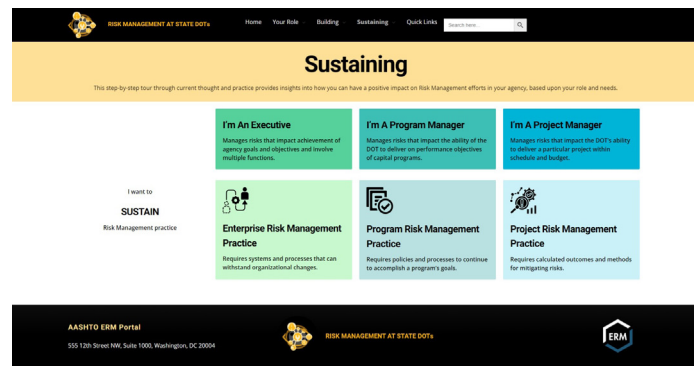 RISK MANAGEMENT AT STATE DOTs
Home Your Role Building Sustaining Quick Links Search here...
Sustaining
This step-by-step tour through current thought and practice provides insights into how you can have a positive impact on Risk Management efforts in your agency, based upon your role and needs.
I'm An Executive
Manages risks that impact achievement of
agency goals and objectives and involve
multiple functions.
I'm A Program Manager
Manages risks that impact the ability of the
DOT to deliver on performance objectives
of capital programs.
I'm A Project Manager
Manages risks that impact the DOT's ability
to deliver a particular project within
schedule and budget.
I want to
SUSTAIN
Risk Management practice
Enterprise Risk Management
Practice
Requires systems and processes that can
withstand organizational changes.
Program Risk Management
Practice
Requires policies and processes to continue
to accomplish a program's goals.
Project Risk Management
Practice
Requires calculated outcomes and methods
for mitigating risks.
AASHTO ERM Portal
555 12th Street NW, Suite 1000, Washington, DC 20004
RISK MANAGEMENT AT STATE DOTs
ERM